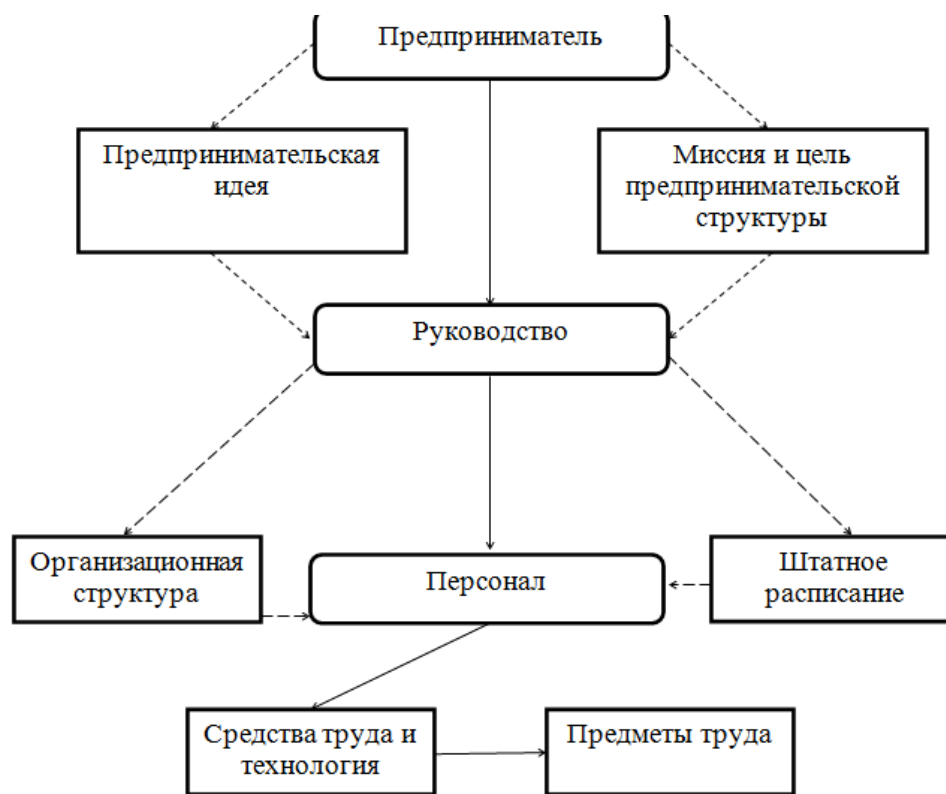 Предприниматель
Предпринимательская
идея
Миссия и цель
предпринимательской
структуры
Руководство
Организационная
структура
Персонал
Штатное
расписание
Средства труда и
технология
Предметы труда